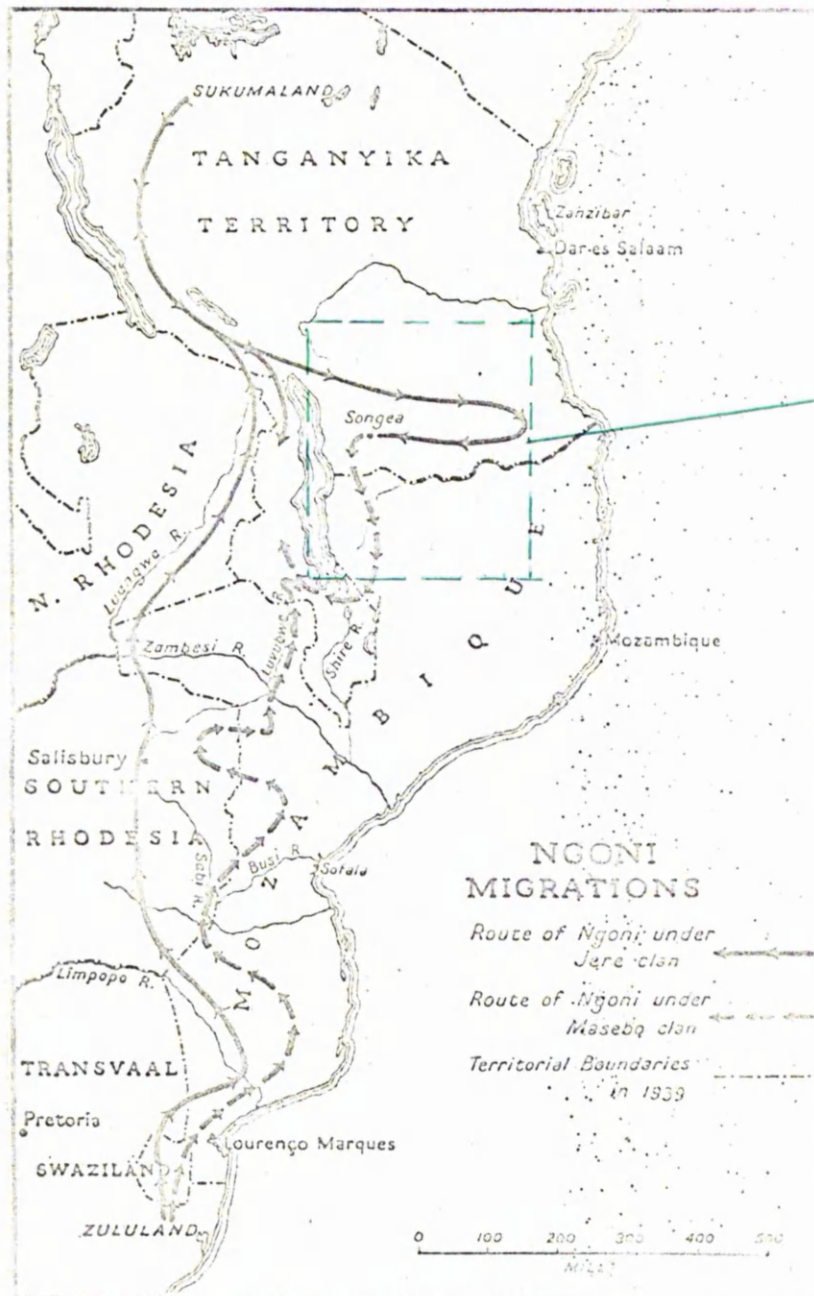 SUKUMALAND
TANGANYIKA
TERRITORY
Zanzibar
Dar-es Salaam
Songea
N. RHODESIA
Luangwa R.
Zambesi R.
Shire R.
Mozambique
MOZAMBIQUE
Salisbury
SOUTHERN
RHODESIA
Sabi R.
Busi R.
Sofala
NGONI
MIGRATIONS
Route of Ngoni under
Jere clan
Route of Ngoni under
Maseko clan
Territorial Boundaries
in 1939
Limpopo R.
TRANSVAAL
Pretoria
SWAZILAND
Lourenço Marques
ZULULAND
0 100 200 300 400 500
MILES